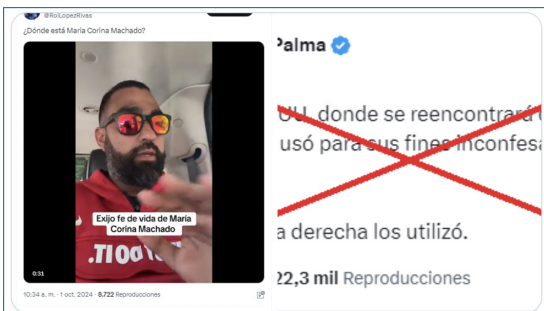 @RoiLopezRivas
¿Dónde está María Corina Machado?
Exijo fe de vida de María
Corina Machado
0:31
10:34 a. m. · 1 oct. 2024 · 8.722 Reproducciones
Palma
UU. donde se reencontrará
usó para sus fines inconfesa
a derecha los utilizó.
22,3 mil Reproducciones